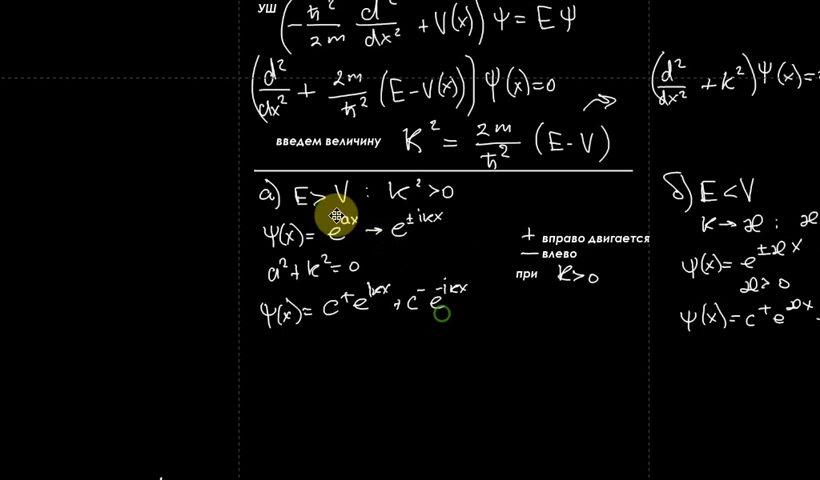 УШ (-ℏ²/2m d²/dx² + V(x)) Ψ = E Ψ
(d²/dx² + 2m/ℏ² (E-V(x))) Ψ(x)=0
(d²/dx² + k²) Ψ(x)=
введем величину k² = 2m/ℏ² (E-V)
а) E > V : k² > 0
Ψ(x) = e^ax → e^±ikx
a² + k² = 0
Ψ(x) = C⁺ e^ikx + C⁻ e^-ikx
+ вправо двигается
— влево
при k>0
б) E < V
k → æ : æ
Ψ(x) = e^±æx
æ > 0
Ψ(x) = C⁺ e^æx